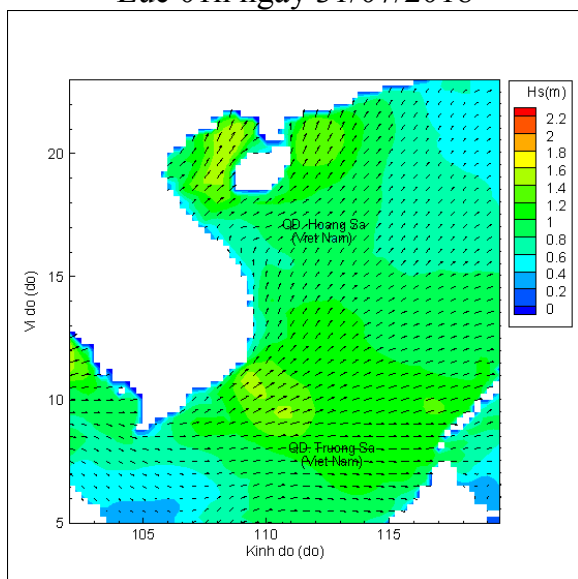 Lúc 01h ngày 31/07/2018
Hs(m)
2.2
2
1.8
1.6
1.4
1.2
1
0.8
0.6
0.4
0.2
0
20
15
10
5
Vi do (do)
QD. Hoang Sa
(Viet Nam)
QD. Truong Sa
(Viet Nam)
105
110
115
Kinh do (do)